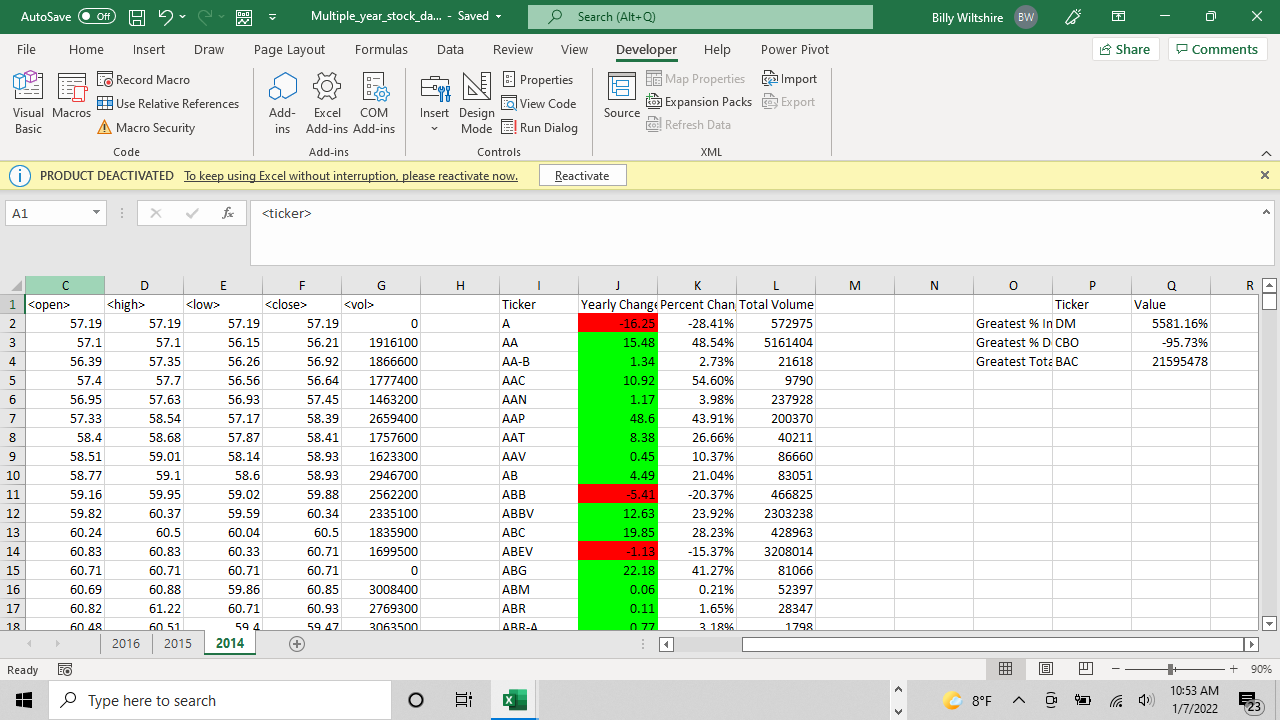 AutoSave Off Multiple_year_stock_da... - Saved Search (Alt+Q) Billy Wiltshire BW
File Home Insert Draw Page Layout Formulas Data Review View Developer Help Power Pivot Share Comments
Visual Basic Macros Record Macro Use Relative References Macro Security Code
Add-ins Excel Add-ins COM Add-ins Add-ins
Insert Design Mode Properties View Code Run Dialog Controls
Source Map Properties Expansion Packs Refresh Data Import Export XML
PRODUCT DEACTIVATED To keep using Excel without interruption, please reactivate now. Reactivate
A1 fx <ticker>
C D E F G H I J K L M N O P Q R
1 <open> <high> <low> <close> <vol> Ticker Yearly Change Percent Chan Total Volume Ticker Value
2 57.19 57.19 57.19 57.19 0 A -16.25 -28.41% 572975 Greatest % In DM 5581.16%
3 57.1 57.1 56.15 56.21 1916100 AA 15.48 48.54% 5161404 Greatest % D CBO -95.73%
4 56.39 57.35 56.26 56.92 1866600 AA-B 1.34 2.73% 21618 Greatest Tota BAC 21595478
5 57.4 57.7 56.56 56.64 1777400 AAC 10.92 54.60% 9790
6 56.95 57.63 56.93 57.45 1463200 AAN 1.17 3.98% 237928
7 57.33 58.54 57.17 58.39 2659400 AAP 48.6 43.91% 200370
8 58.4 58.68 57.87 58.41 1757600 AAT 8.38 26.66% 40211
9 58.51 59.01 58.14 58.93 1623300 AAV 0.45 10.37% 86660
10 58.77 59.1 58.6 58.93 2946700 AB 4.49 21.04% 83051
11 59.16 59.95 59.02 59.88 2562200 ABB -5.41 -20.37% 466825
12 59.82 60.37 59.59 60.34 2335100 ABBV 12.63 23.92% 2303238
13 60.24 60.5 60.04 60.5 1835900 ABC 19.85 28.23% 428963
14 60.83 60.83 60.33 60.71 1699500 ABEV -1.13 -15.37% 3208014
15 60.71 60.71 60.71 60.71 0 ABG 22.18 41.27% 81066
16 60.69 60.88 59.86 60.85 3008400 ABM 0.06 0.21% 52397
17 60.82 61.22 60.71 60.93 2769300 ABR 0.11 1.65% 28347
18 60.48 60.51 59.4 59.47 3063500 ABR-A 0.77 3.18% 1798
2016 2015 2014
Ready 90%
Type here to search 8°F 10:53 AM
1/7/2022 23